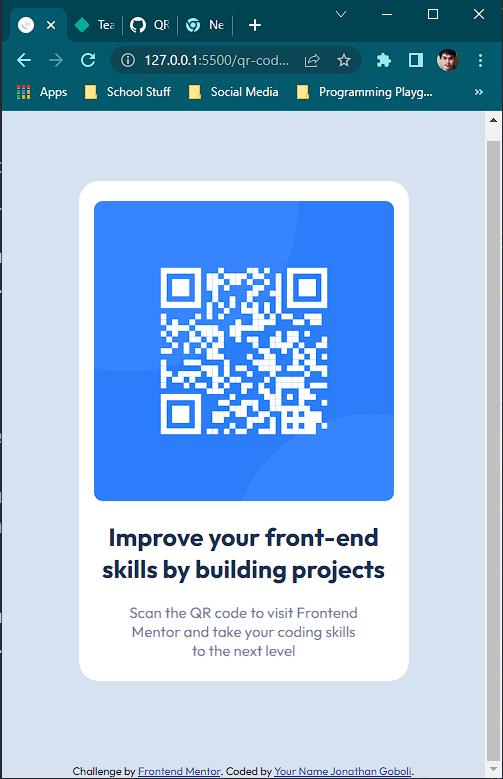 Tea
QR
Ne
127.0.0.1:5500/qr-cod...
Apps
School Stuff
Social Media
Programming Playg...
»
Improve your front-end
skills by building projects
Scan the QR code to visit Frontend
Mentor and take your coding skills
to the next level
Challenge by Frontend Mentor. Coded by Your Name Jonathan Goboli.